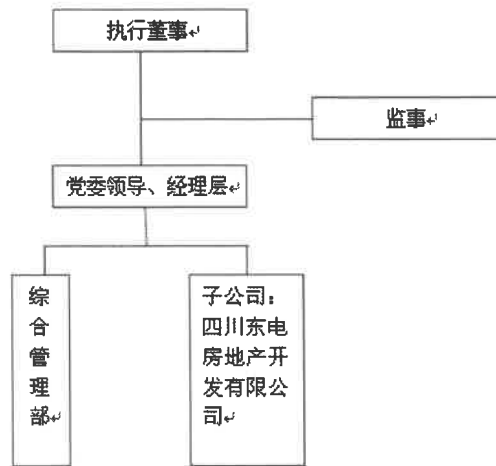 执行董事
监事
党委领导、经理层
综
合
管
理
部
子公司：
四川东电
房地产开
发有限公
司